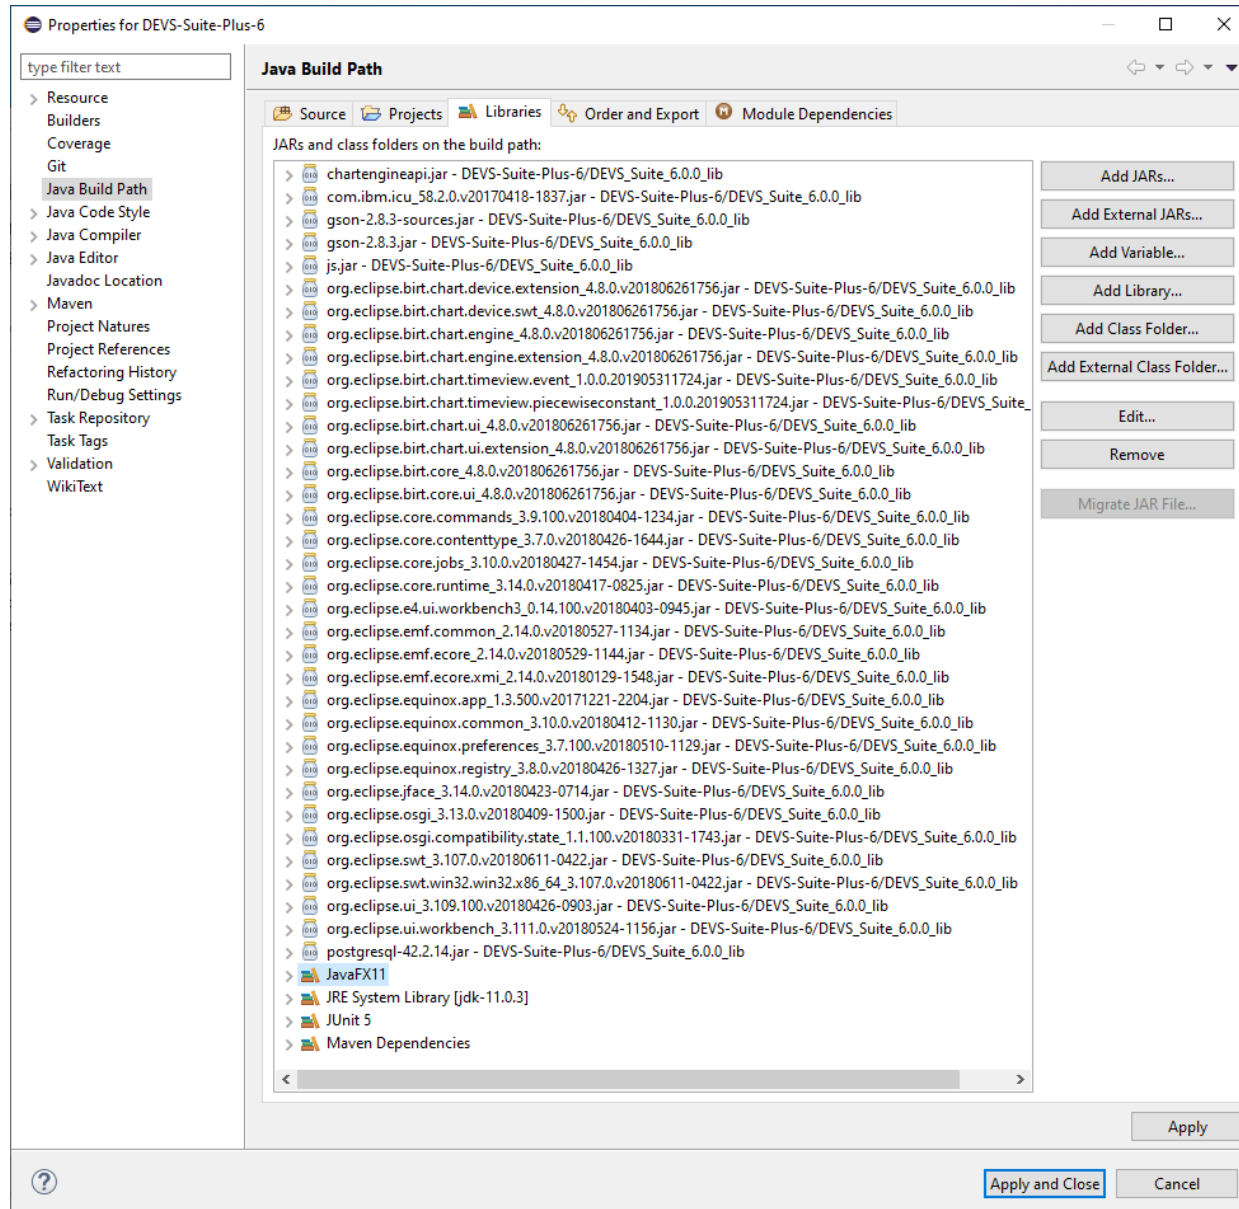 Properties for DEVS-Suite-Plus-6
type filter text
Resource
Builders
Coverage
Git
Java Build Path
Java Code Style
Java Compiler
Java Editor
Javadoc Location
Maven
Project Natures
Project References
Refactoring History
Run/Debug Settings
Task Repository
Task Tags
Validation
WikiText
Java Build Path
Source Projects Libraries Order and Export Module Dependencies
JARs and class folders on the build path:
chartengineapi.jar - DEVS-Suite-Plus-6/DEVS_Suite_6.0.0_lib
com.ibm.icu_58.2.0.v20170418-1837.jar - DEVS-Suite-Plus-6/DEVS_Suite_6.0.0_lib
gson-2.8.3-sources.jar - DEVS-Suite-Plus-6/DEVS_Suite_6.0.0_lib
gson-2.8.3.jar - DEVS-Suite-Plus-6/DEVS_Suite_6.0.0_lib
js.jar - DEVS-Suite-Plus-6/DEVS_Suite_6.0.0_lib
org.eclipse.birt.chart.device.extension_4.8.0.v201806261756.jar - DEVS-Suite-Plus-6/DEVS_Suite_6.0.0_lib
org.eclipse.birt.chart.device.swt_4.8.0.v201806261756.jar - DEVS-Suite-Plus-6/DEVS_Suite_6.0.0_lib
org.eclipse.birt.chart.engine_4.8.0.v201806261756.jar - DEVS-Suite-Plus-6/DEVS_Suite_6.0.0_lib
org.eclipse.birt.chart.engine.extension_4.8.0.v201806261756.jar - DEVS-Suite-Plus-6/DEVS_Suite_6.0.0_lib
org.eclipse.birt.chart.timeview.event_1.0.0.201905311724.jar - DEVS-Suite-Plus-6/DEVS_Suite_6.0.0_lib
org.eclipse.birt.chart.timeview.piecewiseconstant_1.0.0.201905311724.jar - DEVS-Suite-Plus-6/DEVS_Suite_
org.eclipse.birt.chart.ui_4.8.0.v201806261756.jar - DEVS-Suite-Plus-6/DEVS_Suite_6.0.0_lib
org.eclipse.birt.chart.ui.extension_4.8.0.v201806261756.jar - DEVS-Suite-Plus-6/DEVS_Suite_6.0.0_lib
org.eclipse.birt.core_4.8.0.v201806261756.jar - DEVS-Suite-Plus-6/DEVS_Suite_6.0.0_lib
org.eclipse.birt.core.ui_4.8.0.v201806261756.jar - DEVS-Suite-Plus-6/DEVS_Suite_6.0.0_lib
org.eclipse.core.commands_3.9.100.v20180404-1234.jar - DEVS-Suite-Plus-6/DEVS_Suite_6.0.0_lib
org.eclipse.core.contenttype_3.7.0.v20180426-1644.jar - DEVS-Suite-Plus-6/DEVS_Suite_6.0.0_lib
org.eclipse.core.jobs_3.10.0.v20180427-1454.jar - DEVS-Suite-Plus-6/DEVS_Suite_6.0.0_lib
org.eclipse.core.runtime_3.14.0.v20180417-0825.jar - DEVS-Suite-Plus-6/DEVS_Suite_6.0.0_lib
org.eclipse.e4.ui.workbench3_0.14.100.v20180403-0945.jar - DEVS-Suite-Plus-6/DEVS_Suite_6.0.0_lib
org.eclipse.emf.common_2.14.0.v20180527-1134.jar - DEVS-Suite-Plus-6/DEVS_Suite_6.0.0_lib
org.eclipse.emf.ecore_2.14.0.v20180529-1144.jar - DEVS-Suite-Plus-6/DEVS_Suite_6.0.0_lib
org.eclipse.emf.ecore.xmi_2.14.0.v20180129-1548.jar - DEVS-Suite-Plus-6/DEVS_Suite_6.0.0_lib
org.eclipse.equinox.app_1.3.500.v20171221-2204.jar - DEVS-Suite-Plus-6/DEVS_Suite_6.0.0_lib
org.eclipse.equinox.common_3.10.0.v20180412-1130.jar - DEVS-Suite-Plus-6/DEVS_Suite_6.0.0_lib
org.eclipse.equinox.preferences_3.7.100.v20180510-1129.jar - DEVS-Suite-Plus-6/DEVS_Suite_6.0.0_lib
org.eclipse.equinox.registry_3.8.0.v20180426-1327.jar - DEVS-Suite-Plus-6/DEVS_Suite_6.0.0_lib
org.eclipse.jface_3.14.0.v20180423-0714.jar - DEVS-Suite-Plus-6/DEVS_Suite_6.0.0_lib
org.eclipse.osgi_3.13.0.v20180409-1500.jar - DEVS-Suite-Plus-6/DEVS_Suite_6.0.0_lib
org.eclipse.osgi.compatibility.state_1.1.100.v20180331-1743.jar - DEVS-Suite-Plus-6/DEVS_Suite_6.0.0_lib
org.eclipse.swt_3.107.0.v20180611-0422.jar - DEVS-Suite-Plus-6/DEVS_Suite_6.0.0_lib
org.eclipse.swt.win32.win32.x86_64_3.107.0.v20180611-0422.jar - DEVS-Suite-Plus-6/DEVS_Suite_6.0.0_lib
org.eclipse.ui_3.109.100.v20180426-0903.jar - DEVS-Suite-Plus-6/DEVS_Suite_6.0.0_lib
org.eclipse.ui.workbench_3.111.0.v20180524-1156.jar - DEVS-Suite-Plus-6/DEVS_Suite_6.0.0_lib
postgresql-42.2.14.jar - DEVS-Suite-Plus-6/DEVS_Suite_6.0.0_lib
JavaFX11
JRE System Library [jdk-11.0.3]
JUnit 5
Maven Dependencies
Add JARs...
Add External JARs...
Add Variable...
Add Library...
Add Class Folder...
Add External Class Folder...
Edit...
Remove
Migrate JAR File...
Apply
Apply and Close
Cancel